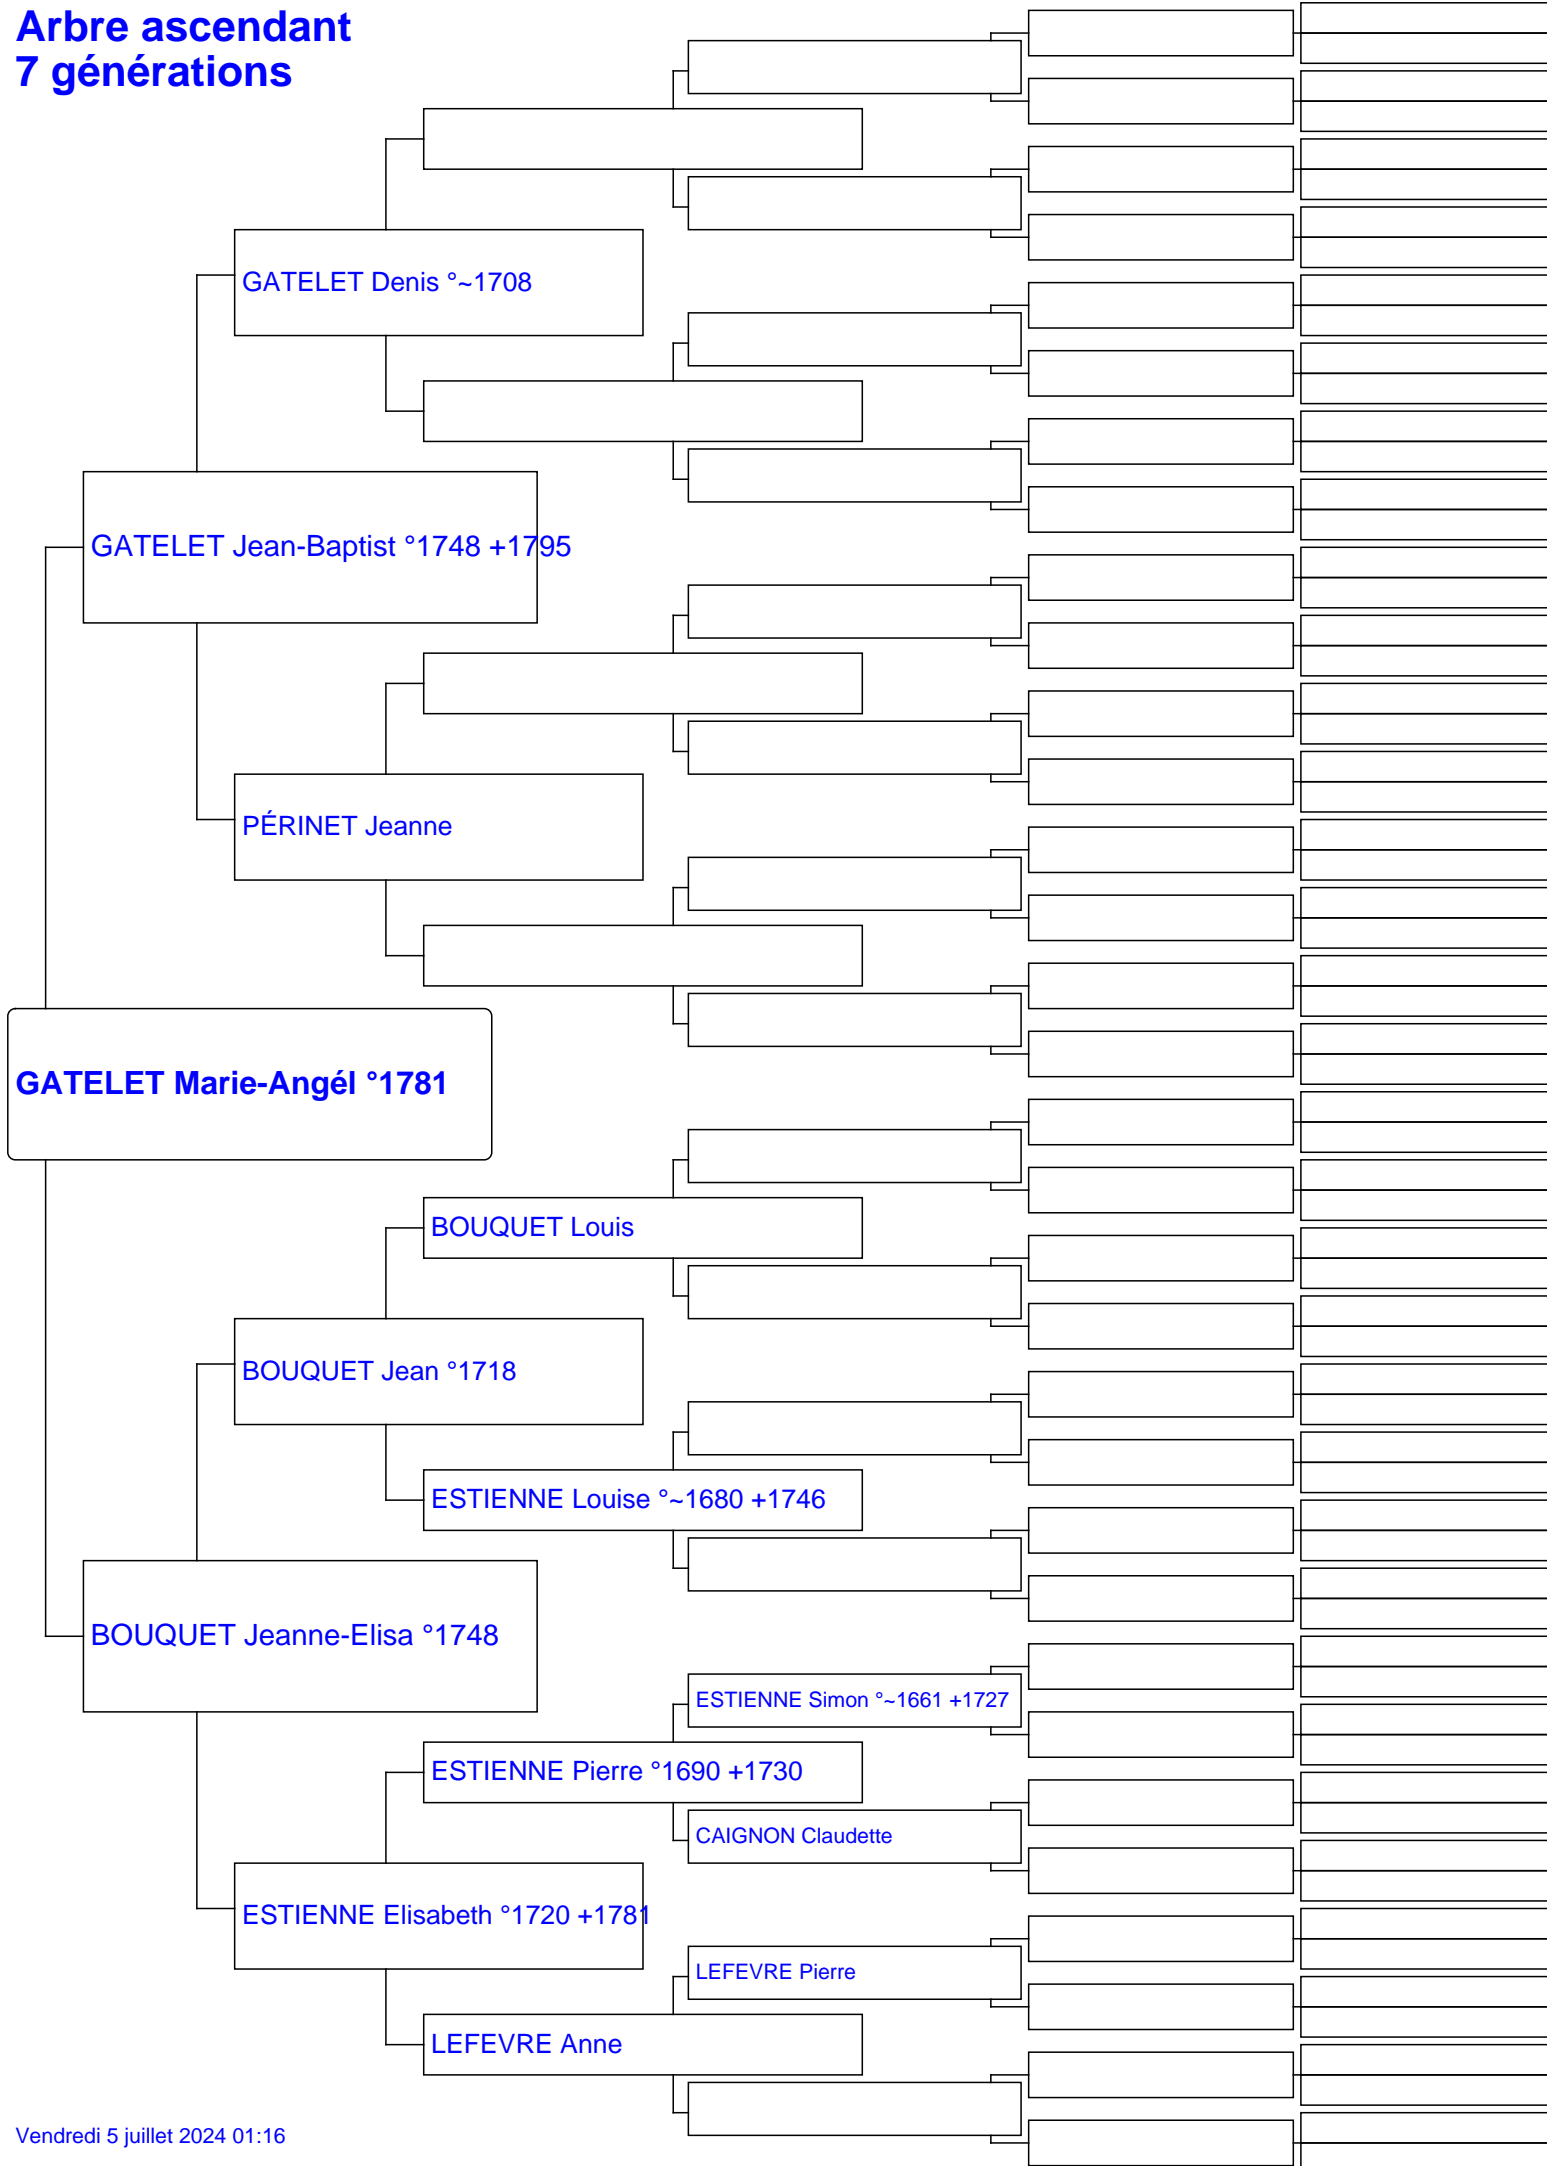 Arbre ascendant
7 générations
GATELET Denis °~1708
GATELET Jean-Baptist °1748 +1795
PÉRINET Jeanne
GATELET Marie-Angél °1781
BOUQUET Louis
BOUQUET Jean °1718
ESTIENNE Louise °~1680 +1746
BOUQUET Jeanne-Elisa °1748
ESTIENNE Simon °~1661 +1727
ESTIENNE Pierre °1690 +1730
CAIGNON Claudette
ESTIENNE Elisabeth °1720 +1781
LEFEVRE Pierre
LEFEVRE Anne
Vendredi 5 juillet 2024 01:16